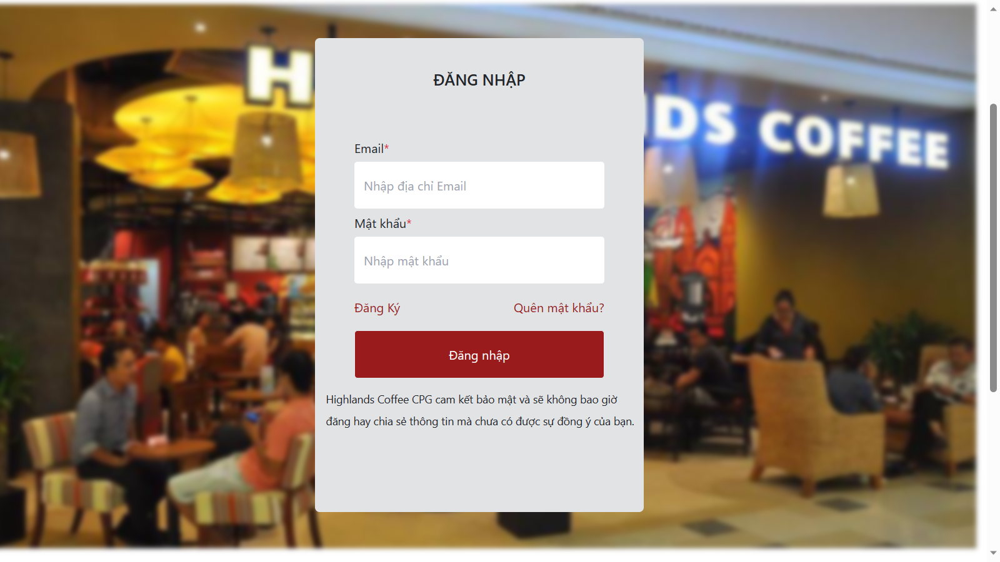 H
NDS COFFEE
ĐĂNG NHẬP
Email*
Nhập địa chỉ Email
Mật khẩu*
Nhập mật khẩu
Đăng Ký
Quên mật khẩu?
Đăng nhập
Highlands Coffee CPG cam kết bảo mật và sẽ không bao giờ
đăng hay chia sẻ thông tin mà chưa có được sự đồng ý của bạn.